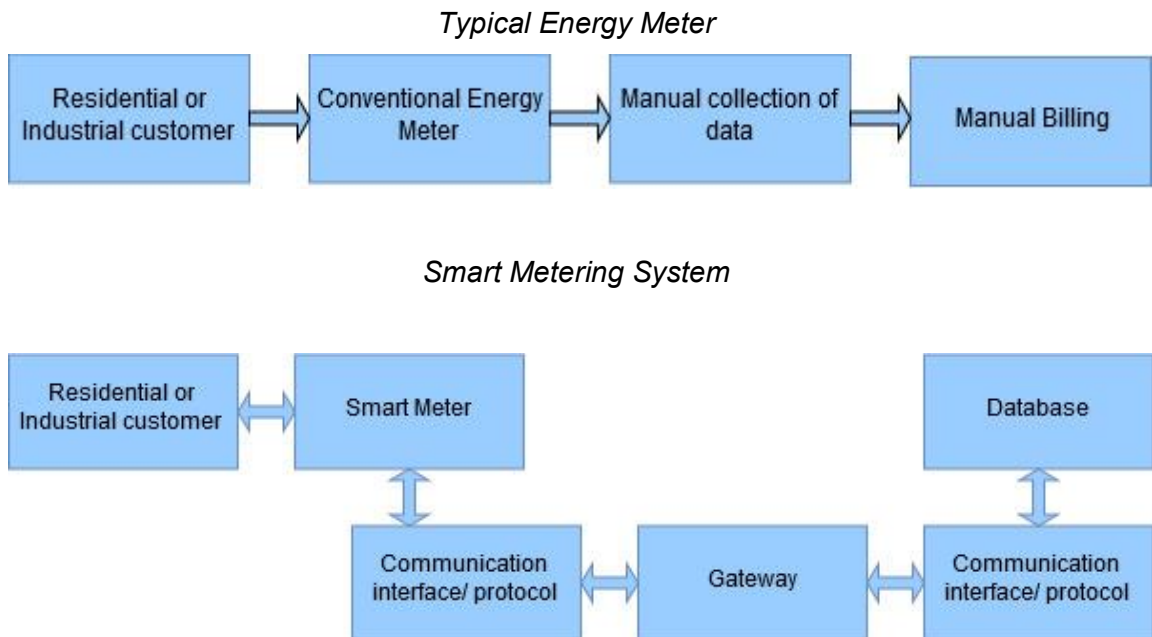 Typical Energy Meter
Residential or
Industrial customer
Conventional Energy
Meter
Manual collection of
data
Manual Billing
Smart Metering System
Residential or
Industrial customer
Smart Meter
Database
Communication
interface/ protocol
Gateway
Communication
interface/ protocol